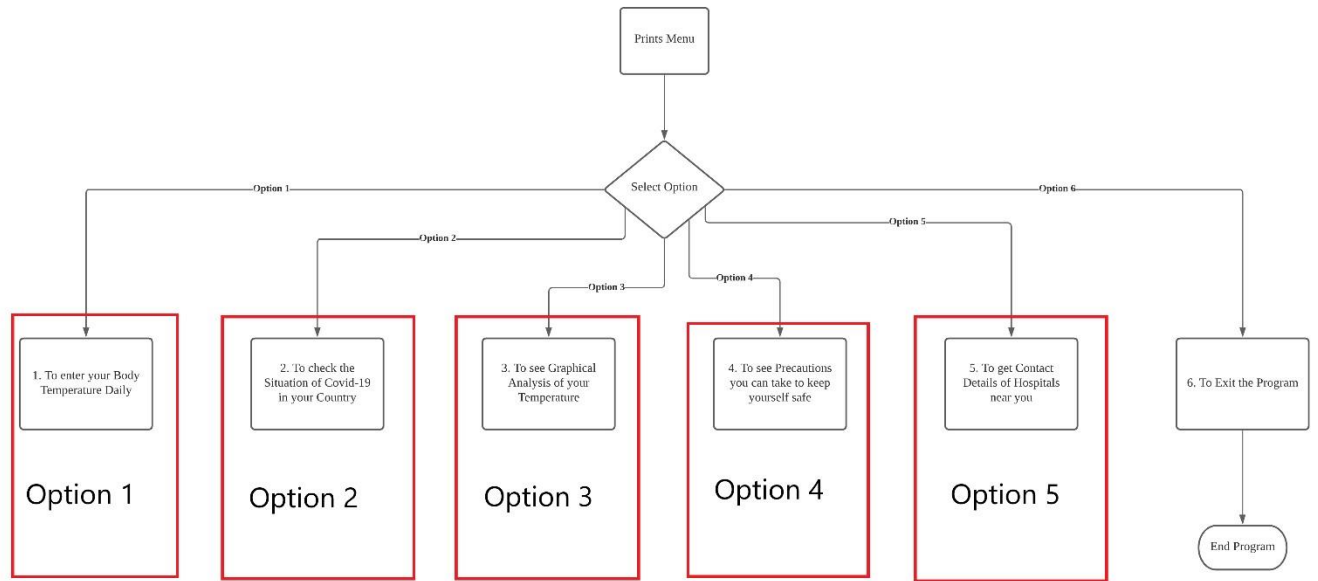 Prints Menu
Select Option
Option 1
Option 6
Option 5
Option 2
Option 4
Option 3
1. To enter your Body
Temperature Daily
2. To check the
Situation of Covid-19
in your Country
3. To see Graphical
Analysis of your
Temperature
4. To see Precautions
you can take to keep
yourself safe
5. To get Contact
Details of Hospitals
near you
6. To Exit the Program
Option 1
Option 2
Option 3
Option 4
Option 5
End Program